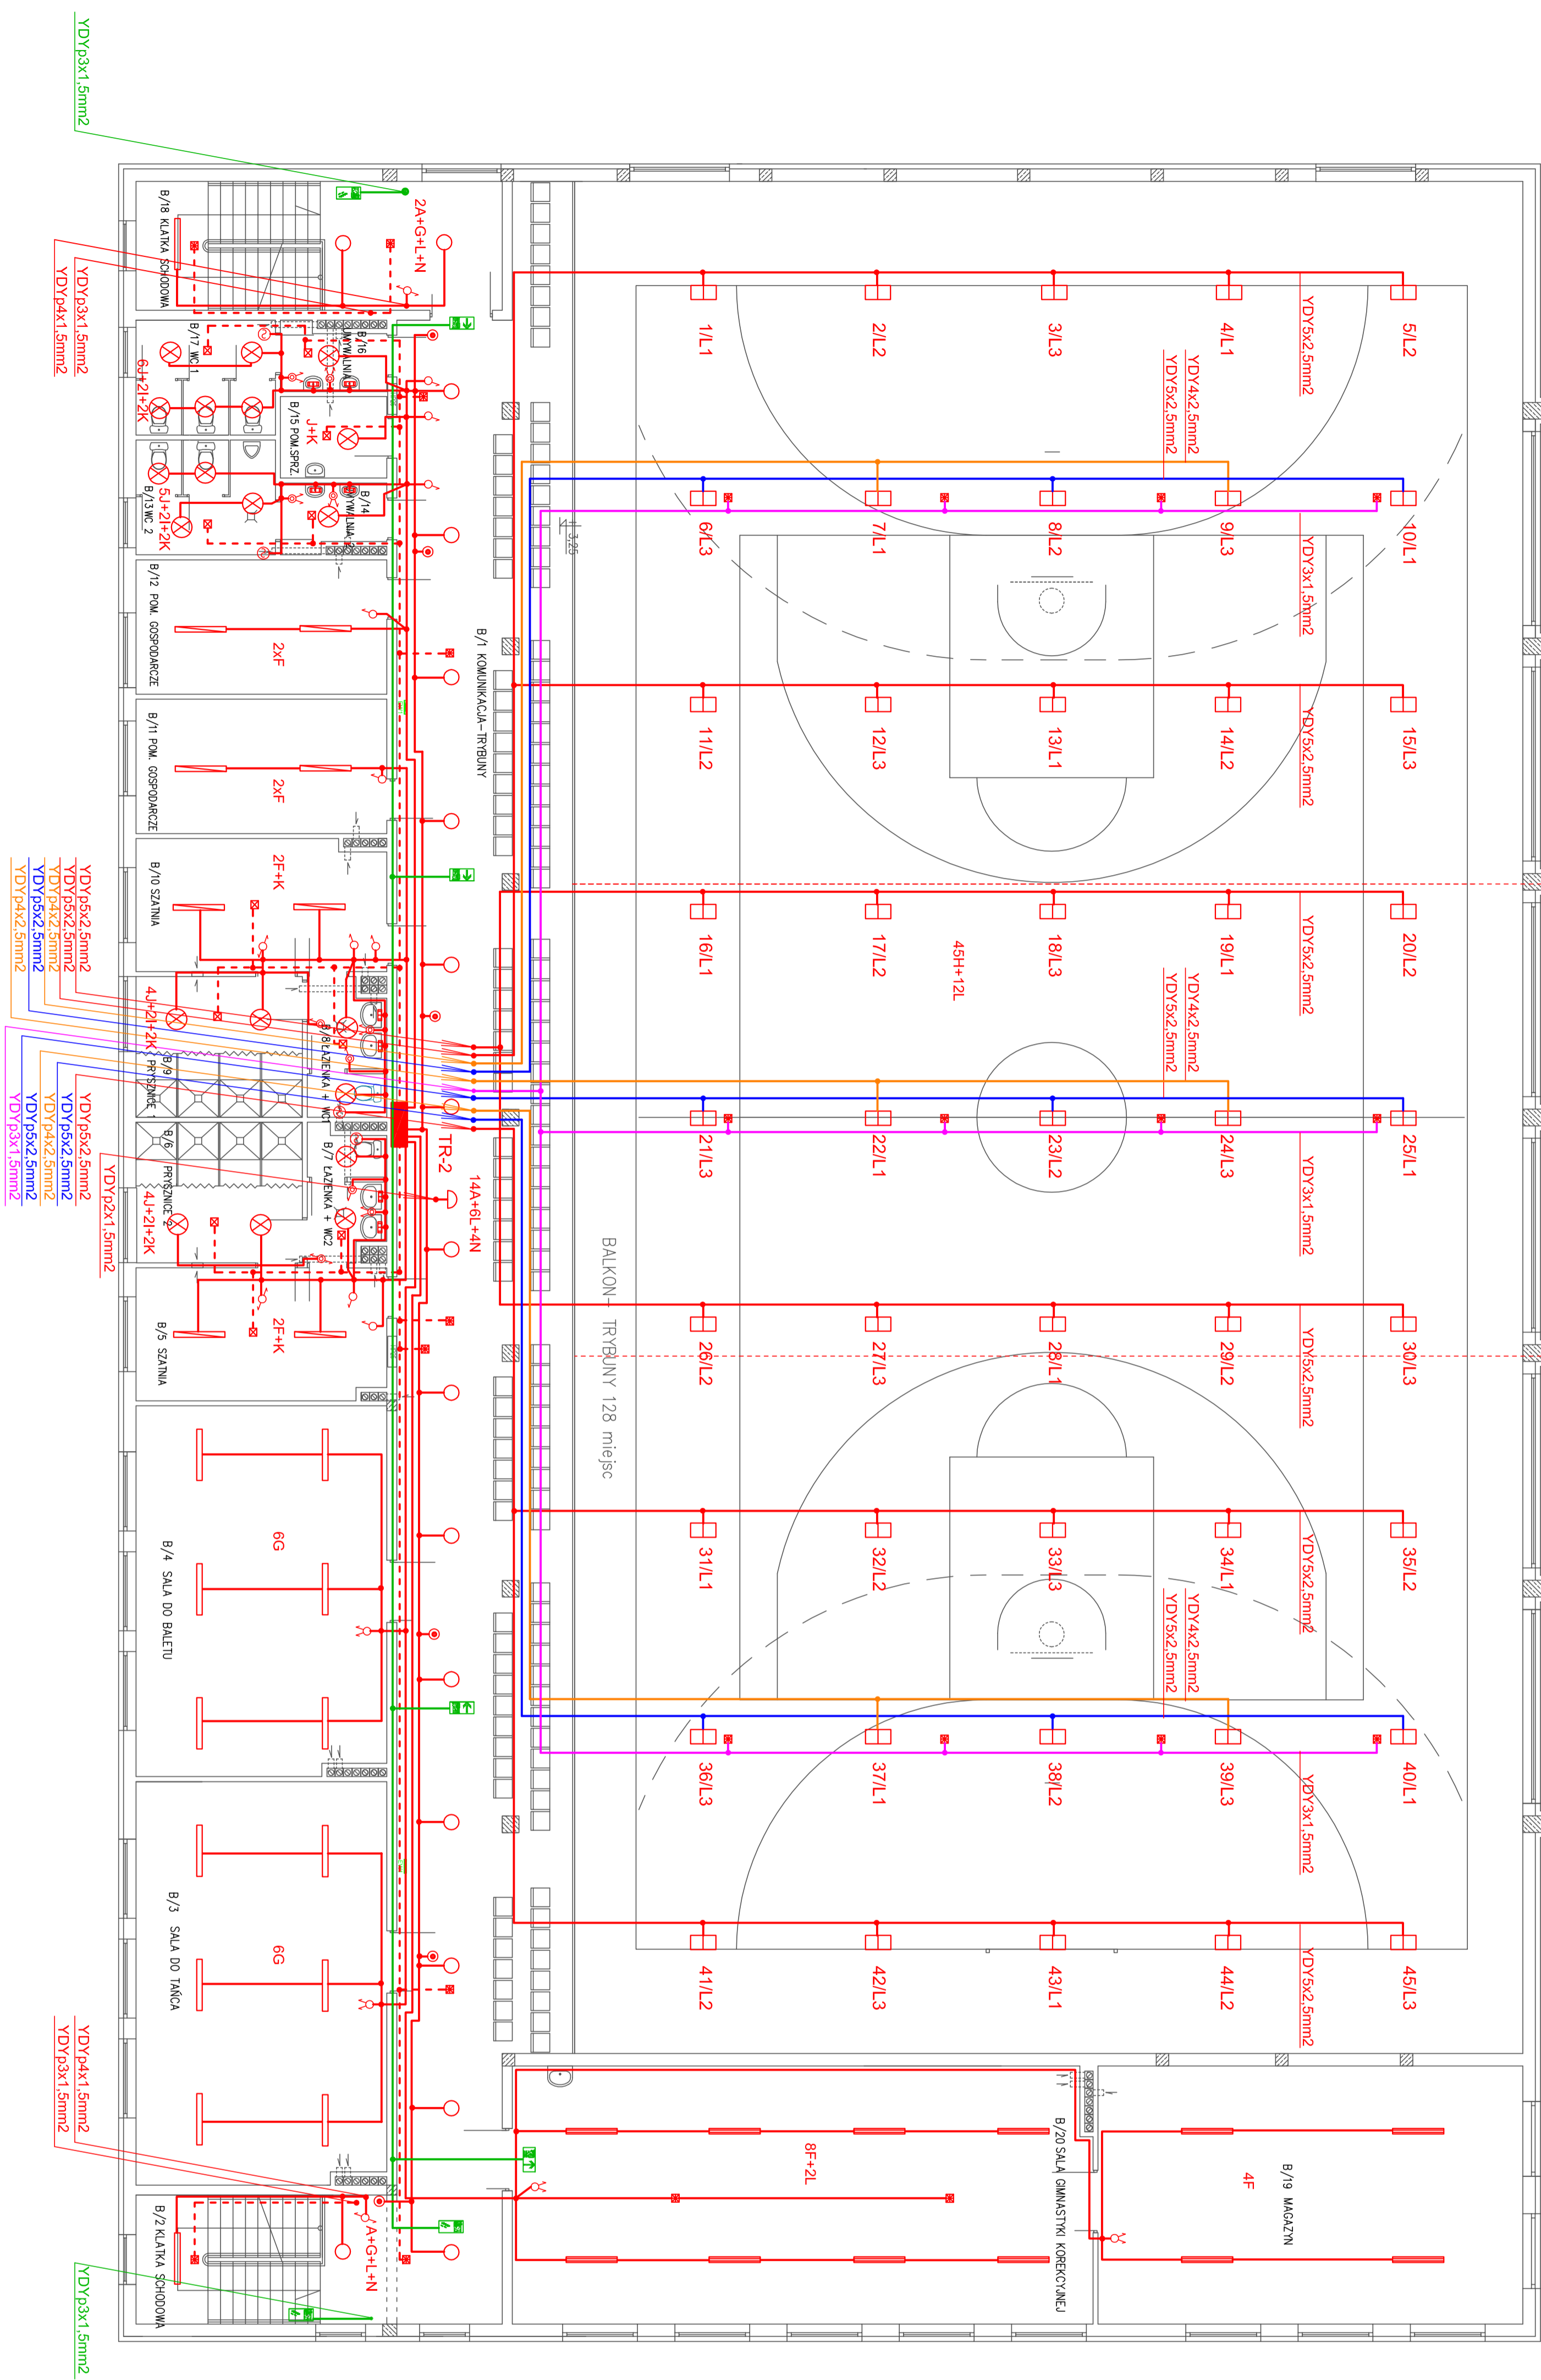 5/L2
10/L1
15/L3
20/L2
25/L1
30/L3
35/L2
40/L1
45/L3
YDY5x2,5mm2
YDY3x1,5mm2
YDY5x2,5mm2
YDY5x2,5mm2
YDY3x1,5mm2
YDY5x2,5mm2
YDY5x2,5mm2
YDY3x1,5mm2
YDY5x2,5mm2
B/19 MAGAZYN
4F
4/L1
9/L3
14/L2
19/L1
24/L3
29/L2
34/L1
39/L3
44/L2
YDY4x2,5mm2
YDY5x2,5mm2
YDY4x2,5mm2
YDY5x2,5mm2
YDY4x2,5mm2
YDY5x2,5mm2
3/L3
8/L2
13/L1
18/L3
23/L2
28/L1
33/L3
38/L2
43/L1
B/20 SALA GIMNASTYKI KOREKCYJNEJ
45H+12L
2/L2
7/L1
12/L3
17/L2
22/L1
27/L3
32/L2
37/L1
42/L3
8F+2L
1/L1
6/L3
11/L2
16/L1
21/L3
26/L2
31/L1
36/L3
41/L2
BALKON- TRYBUNY 128 miejsc
3,25
B/1 KOMUNIKACJA-TRYBUNY
14A+6L+4N
TR-2
2A+G+L+N
A+G+L+N
B/18 KLATKA SCHODOWA
B/16
UMYWALNIA
B/17 WC 1
6J+2I+2K
B/15 POM.SPRZ.
J+K
B/14
UMYWALNIA
B/13 WC 2
5J+2I+2K
B/12 POM. GOSPODARCZE
2xF
B/11 POM. GOSPODARCZE
2xF
B/10 SZATNIA
2F+K
B/8 ŁAZIENKA + WC1
B/9 PRYSZNICE 1
4J+2I+2K
B/7 ŁAZIENKA + WC2
B/6 PRYSZNICE 2
4J+2I+2K
B/5 SZATNIA
2F+K
B/4 SALA DO BALETU
6G
B/3 SALA DO TAŃCA
6G
B/2 KLATKA SCHODOWA
YDYp3x1,5mm2
YDYp3x1,5mm2
YDYp4x1,5mm2
YDYp5x2,5mm2
YDYp5x2,5mm2
YDYp4x2,5mm2
YDYp5x2,5mm2
YDYp4x2,5mm2
YDYp2x1,5mm2
YDYp5x2,5mm2
YDYp5x2,5mm2
YDYp4x2,5mm2
YDYp5x2,5mm2
YDYp3x1,5mm2
YDYp4x1,5mm2
YDYp3x1,5mm2
YDYp3x1,5mm2